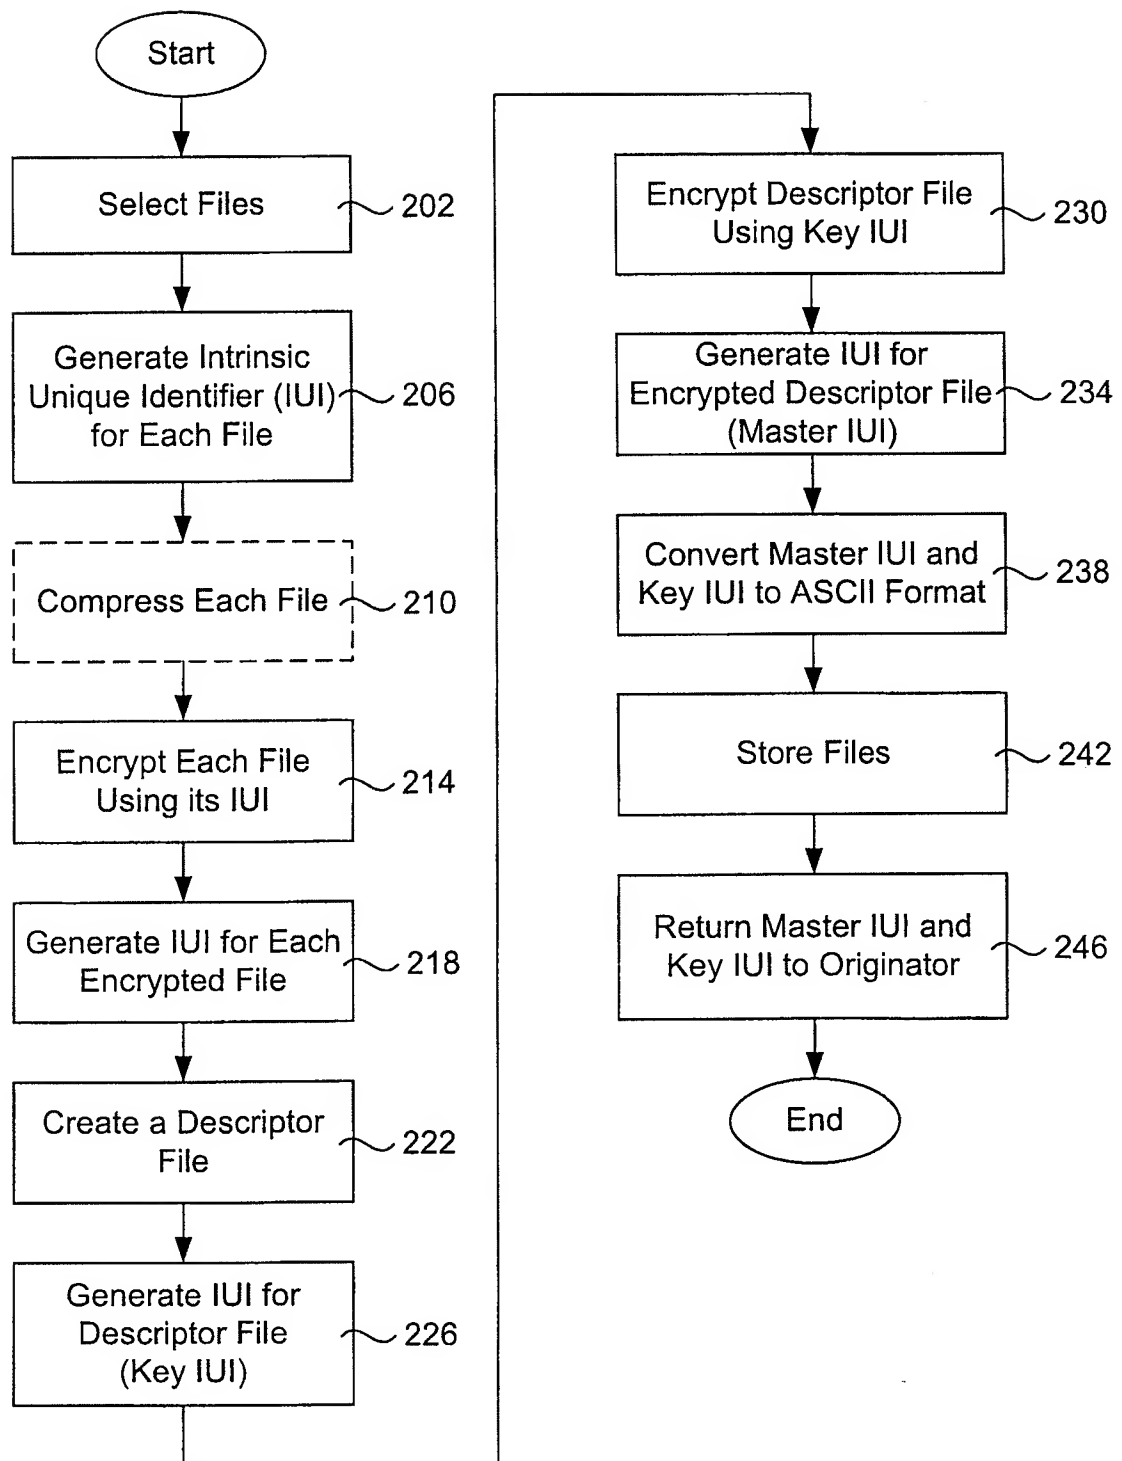 Start
Select Files
202
Generate Intrinsic
Unique Identifier (IUI)
for Each File
206
Compress Each File
210
Encrypt Each File
Using its IUI
214
Generate IUI for Each
Encrypted File
218
Create a Descriptor
File
222
Generate IUI for
Descriptor File
(Key IUI)
226
Encrypt Descriptor File
Using Key IUI
230
Generate IUI for
Encrypted Descriptor File
(Master IUI)
234
Convert Master IUI and
Key IUI to ASCII Format
238
Store Files
242
Return Master IUI and
Key IUI to Originator
246
End